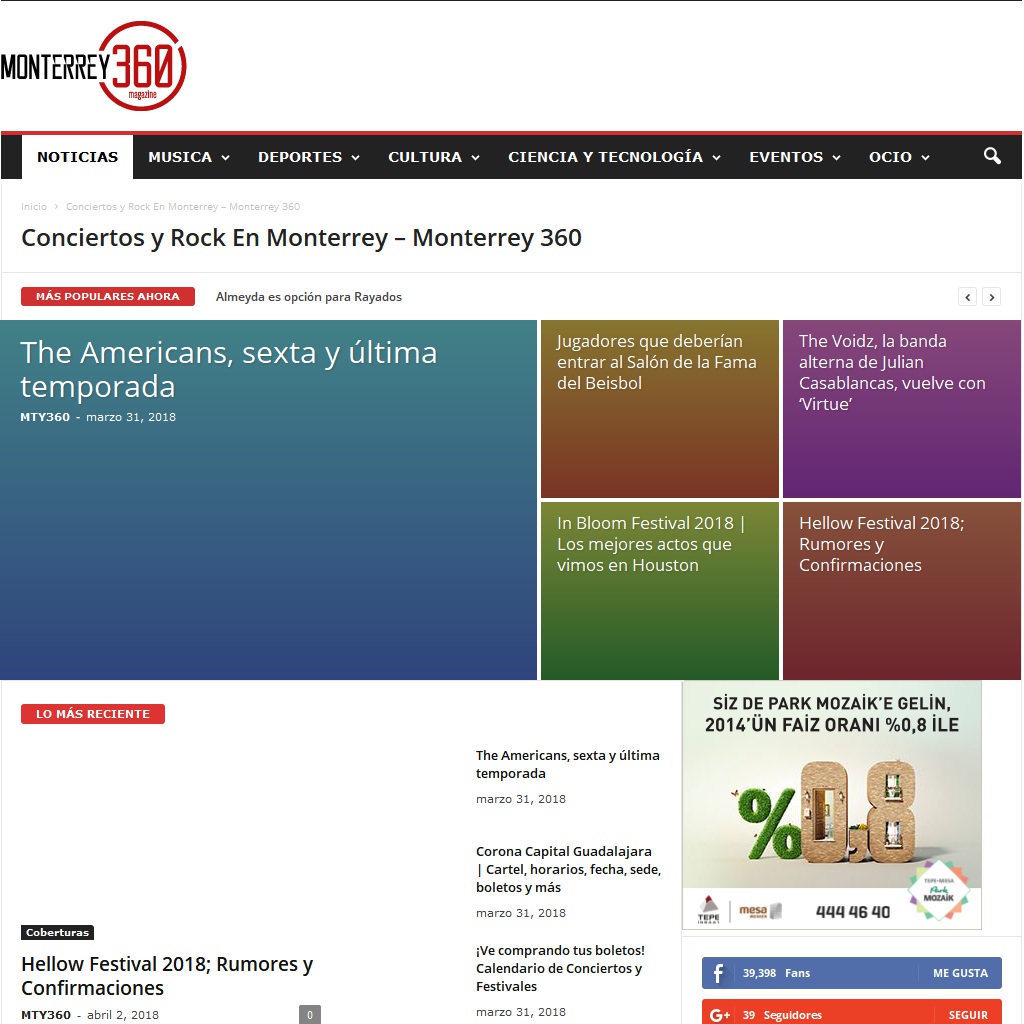 MONTERREY360
magazine
NOTICIAS
MUSICA
DEPORTES
CULTURA
CIENCIA Y TECNOLOGÍA
EVENTOS
OCIO
Inicio › Conciertos y Rock En Monterrey – Monterrey 360
Conciertos y Rock En Monterrey – Monterrey 360
MÁS POPULARES AHORA
Almeyda es opción para Rayados
The Americans, sexta y última
temporada
MTY360 - marzo 31, 2018
Jugadores que deberían
entrar al Salón de la Fama
del Beisbol
The Voidz, la banda
alterna de Julian
Casablancas, vuelve con
‘Virtue’
In Bloom Festival 2018 |
Los mejores actos que
vimos en Houston
Hellow Festival 2018;
Rumores y
Confirmaciones
LO MÁS RECIENTE
Coberturas
Hellow Festival 2018; Rumores y
Confirmaciones
MTY360 - abril 2, 2018
0
The Americans, sexta y última
temporada
marzo 31, 2018
Corona Capital Guadalajara
| Cartel, horarios, fecha, sede,
boletos y más
marzo 31, 2018
¡Ve comprando tus boletos!
Calendario de Conciertos y
Festivales
marzo 31, 2018
SİZ DE PARK MOZAİK’E GELİN,
2014’ÜN FAİZ ORANI %0,8 İLE
%0,8
TEPE
İNŞAAT
mesa
MESKEN
444 46 40
TEPE-MESA
Park
MOZAİK
39,398 Fans
ME GUSTA
G+ 39 Seguidores
SEGUIR